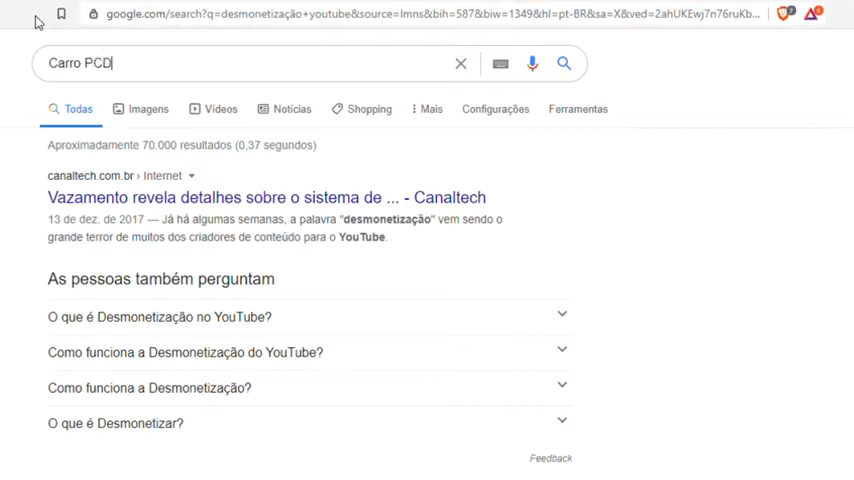 google.com/search?q=desmonetização+youtube&source=lmns&bih=587&biw=1349&hl=pt-BR&sa=X&ved=2ahUKEwj7n76ruKb...
Carro PCD
Todas Imagens Vídeos Notícias Shopping Mais Configurações Ferramentas
Aproximadamente 70.000 resultados (0,37 segundos)
canaltech.com.br › Internet
Vazamento revela detalhes sobre o sistema de ... - Canaltech
13 de dez. de 2017 — Já há algumas semanas, a palavra "desmonetização" vem sendo o
grande terror de muitos dos criadores de conteúdo para o YouTube.
As pessoas também perguntam
O que é Desmonetização no YouTube?
Como funciona a Desmonetização do YouTube?
Como funciona a Desmonetização?
O que é Desmonetizar?
Feedback